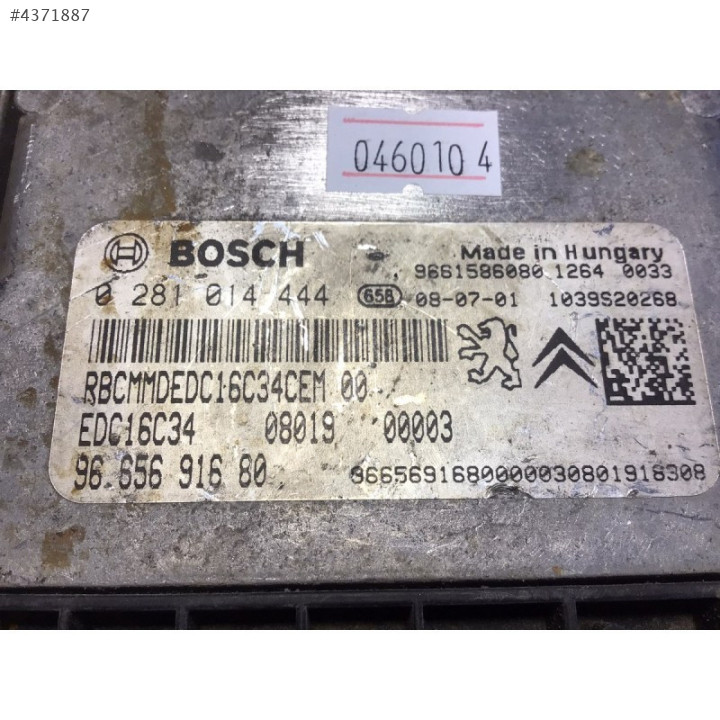 #4371887
046010 4
BOSCH Made in Hungary
9661586080 1264 0033
0 281 014 444 658 08-07-01 1039S20268
RBCMMDEDC16C34CEM 00
EDC16C34 08019 00003
96 656 916 80 9665691680000030801918308